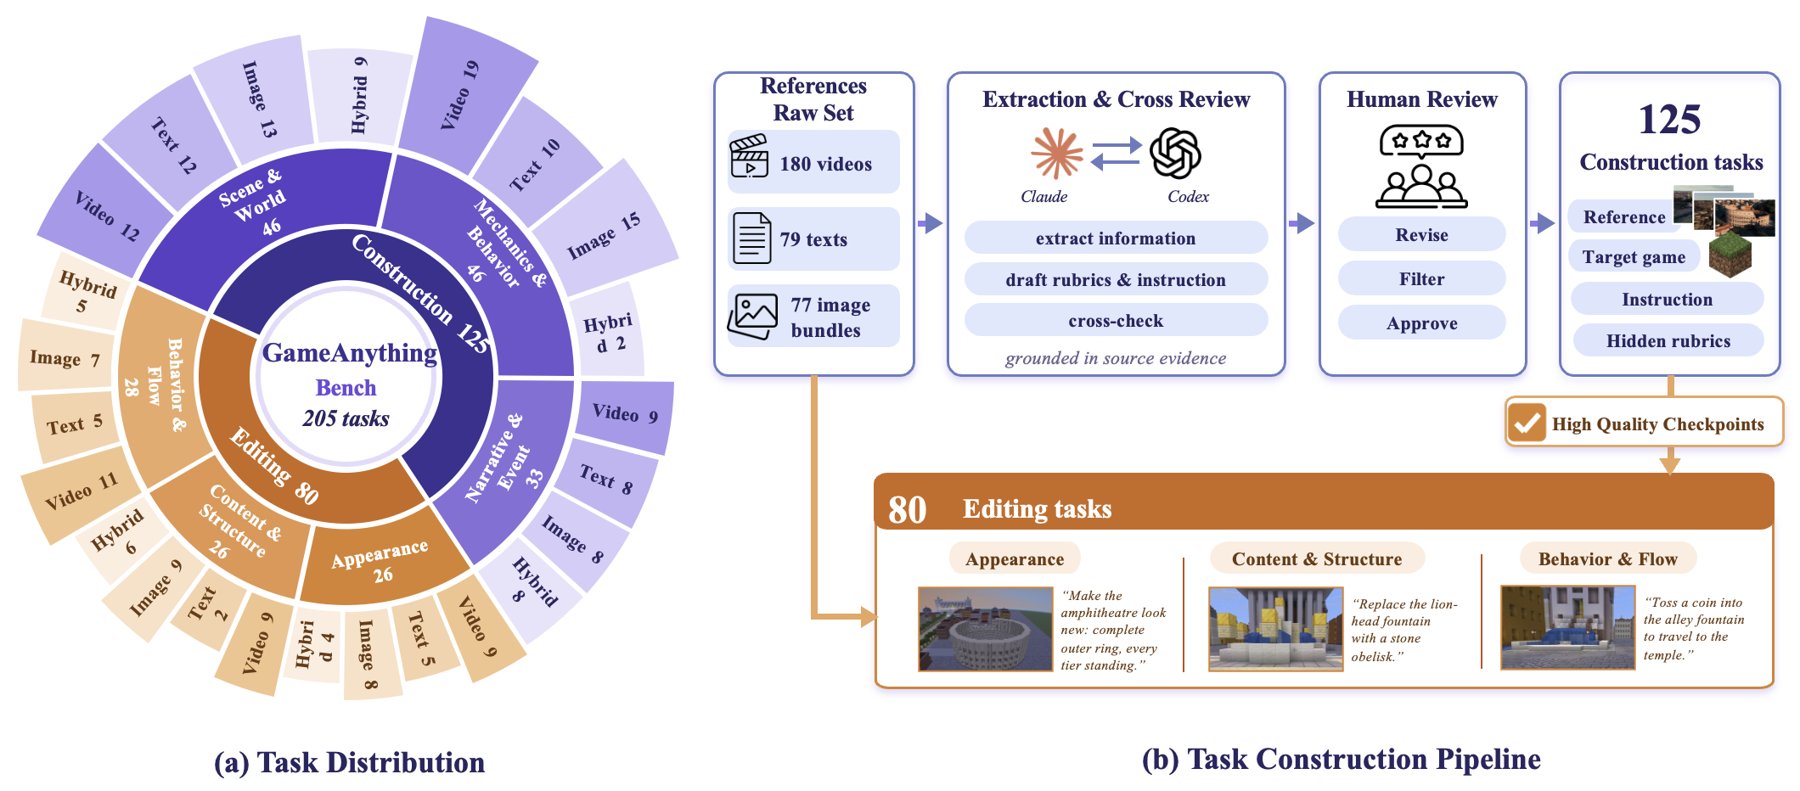 GameAnything
Bench
205 tasks
Construction 125
Editing 80
Scene &
World
46
Video 12
Text 12
Image 13
Hybrid 9
Mechanics &
Behavior
46
Video 19
Text 10
Image 15
Hybri
d 2
Narrative &
Event
33
Video 9
Text 8
Image 8
Hybrid
8
Appearance
26
Video 9
Text 5
Image 8
Hybri
d 4
Content &
Structure
26
Video 9
Text
2
Image 9
Hybrid
6
Behavior &
Flow
28
Video 11
Text 5
Image 7
Hybrid
5
(a) Task Distribution
References
Raw Set
180 videos
79 texts
77 image
bundles
Extraction & Cross Review
Claude
Codex
extract information
draft rubrics & instruction
cross-check
grounded in source evidence
Human Review
Revise
Filter
Approve
125
Construction tasks
Reference
Target game
Instruction
Hidden rubrics
High Quality Checkpoints
80 Editing tasks
Appearance
“Make the
amphitheatre look
new: complete
outer ring, every
tier standing.”
Content & Structure
“Replace the lion-
head fountain
with a stone
obelisk.”
Behavior & Flow
“Toss a coin into
the alley fountain
to travel to the
temple.”
(b) Task Construction Pipeline